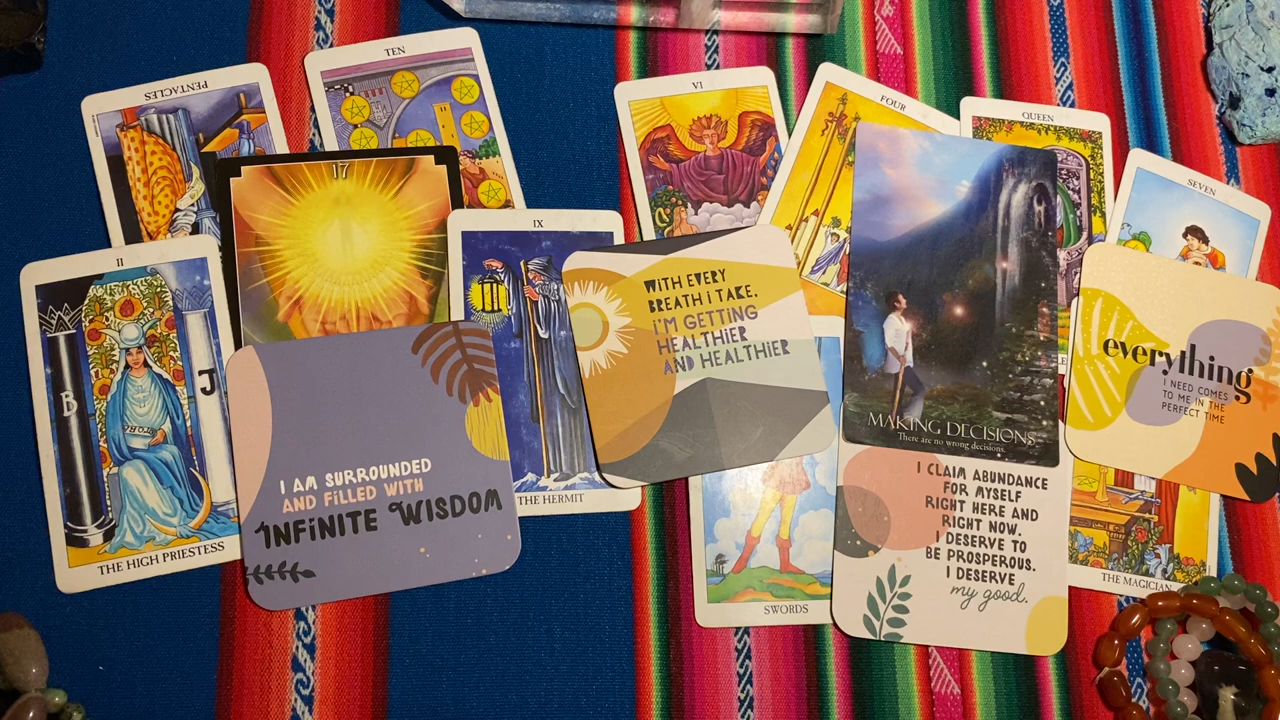 PENTACLES
TEN
II
B
J
THE HIGH PRIESTESS
17
I AM SURROUNDED
AND FILLED WITH
INFINITE WISDOM
IX
THE HERMIT
VI
WITH EVERY
BREATH I TAKE,
I'M GETTING
HEALTHIER
AND HEALTHIER
FOUR
SWORDS
QUEEN
MAKING DECISIONS
There are no wrong decisions.
I CLAIM ABUNDANCE
FOR MYSELF
RIGHT HERE AND
RIGHT NOW.
I DESERVE TO
BE PROSPEROUS.
I DESERVE
my good.
SEVEN
everything
I NEED COMES
TO ME IN THE
PERFECT TIME
THE MAGICIAN